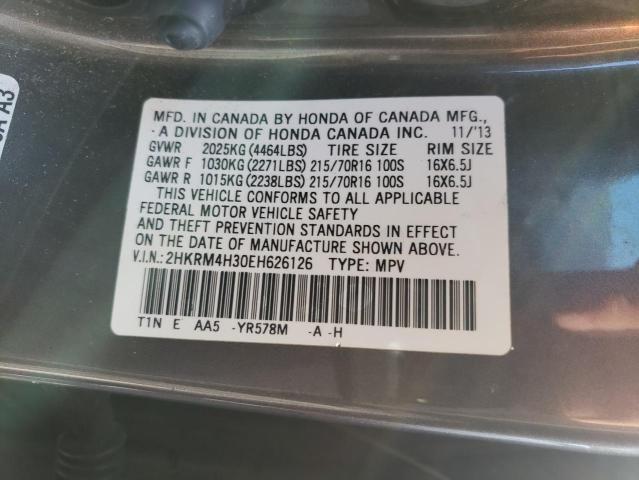 MFD. IN CANADA BY HONDA OF CANADA MFG.,
-A DIVISION OF HONDA CANADA INC. 11/'13
GVWR 2025KG(4464LBS) TIRE SIZE RIM SIZE
GAWR F 1030KG(2271LBS) 215/70R16 100S 16X6.5J
GAWR R 1015KG(2238LBS) 215/70R16 100S 16X6.5J
THIS VEHICLE CONFORMS TO ALL APPLICABLE
FEDERAL MOTOR VEHICLE SAFETY
AND THEFT PREVENTION STANDARDS IN EFFECT
ON THE DATE OF MANUFACTURE SHOWN ABOVE.
V.I.N.: 2HKRM4H30EH626126 TYPE: MPV
T1N E AA5 -YR578M -A -H
A A3